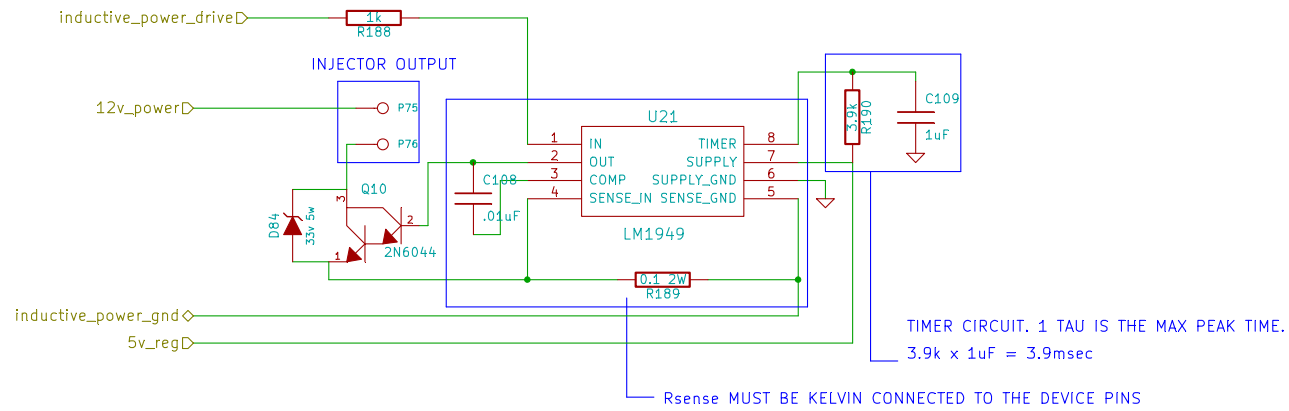 inductive_power_drive
1k
R188
INJECTOR OUTPUT
12v_power
P75
P76
U21
1 IN TIMER 8
2 OUT SUPPLY 7
3 COMP SUPPLY_GND 6
4 SENSE_IN SENSE_GND 5
LM1949
3.9k
R190
C109
1uF
C108
.01uF
Q10
3
2
1
2N6044
D84
33v 5w
0.1 2W
R189
inductive_power_gnd
5v_reg
TIMER CIRCUIT. 1 TAU IS THE MAX PEAK TIME.
3.9k x 1uF = 3.9msec
Rsense MUST BE KELVIN CONNECTED TO THE DEVICE PINS